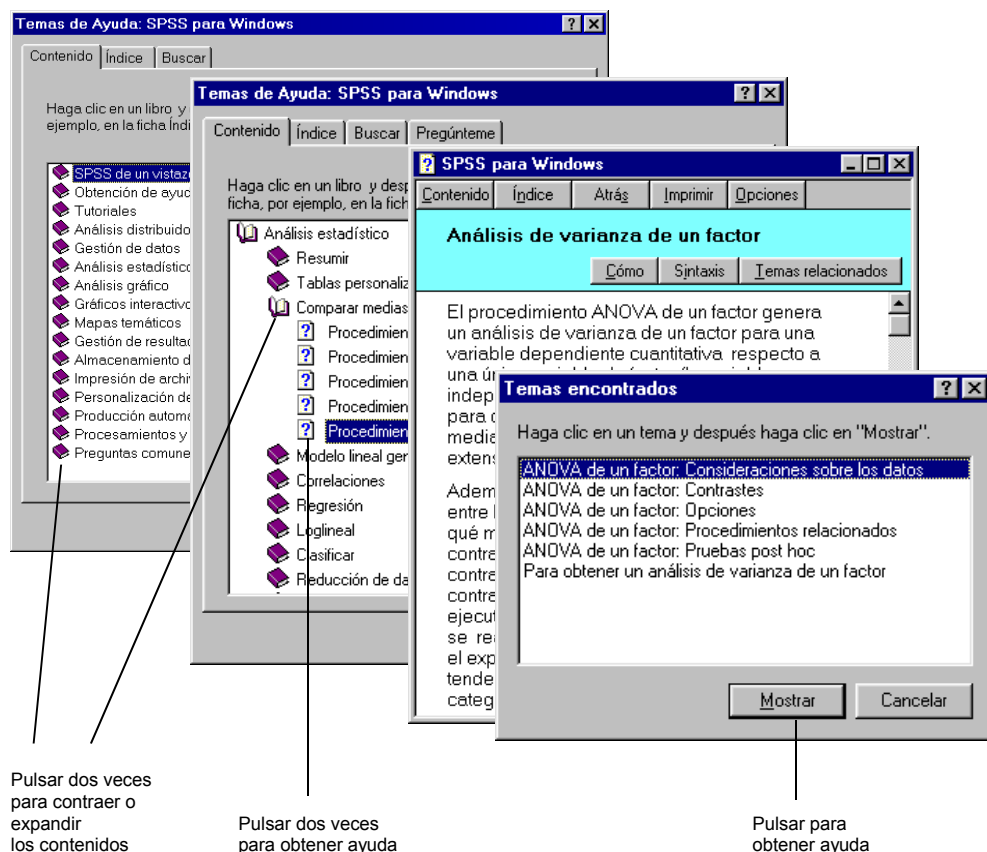 Temas de Ayuda: SPSS para Windows
Contenido Índice Buscar
Haga clic en un libro y
ejemplo, en la ficha Índi
SPSS de un vistazo
Obtención de ayuc
Tutoriales
Análisis distribuido
Gestión de datos
Análisis estadístic
Análisis gráfico
Gráficos interactivo
Mapas temáticos
Gestión de resultad
Almacenamiento d
Impresión de archiv
Personalización de
Producción automá
Procesamientos y
Preguntas comune
Temas de Ayuda: SPSS para Windows
Contenido Índice Buscar Pregúnteme
Haga clic en un libro y desp
ficha, por ejemplo, en la fich
Análisis estadístico
Resumir
Tablas personaliz
Comparar medias
Procedimien
Procedimien
Procedimien
Procedimien
Procedimien
Modelo lineal gen
Correlaciones
Regresión
Loglineal
Clasificar
Reducción de da
SPSS para Windows
Contenido Índice Atrás Imprimir Opciones
Análisis de varianza de un factor
Cómo Sintaxis Temas relacionados
El procedimiento ANOVA de un factor genera
un análisis de varianza de un factor para una
variable dependiente cuantitativa respecto a
una
indep
para
media
extens
Adem
entre
qué m
contra
contra
contra
ejecut
se re
el exp
tende
categ
Temas encontrados
Haga clic en un tema y después haga clic en "Mostrar".
ANOVA de un factor: Consideraciones sobre los datos
ANOVA de un factor: Contrastes
ANOVA de un factor: Opciones
ANOVA de un factor: Procedimientos relacionados
ANOVA de un factor: Pruebas post hoc
Para obtener un análisis de varianza de un factor
Mostrar Cancelar
Pulsar dos veces
para contraer o
expandir
los contenidos
Pulsar dos veces
para obtener ayuda
Pulsar para
obtener ayuda